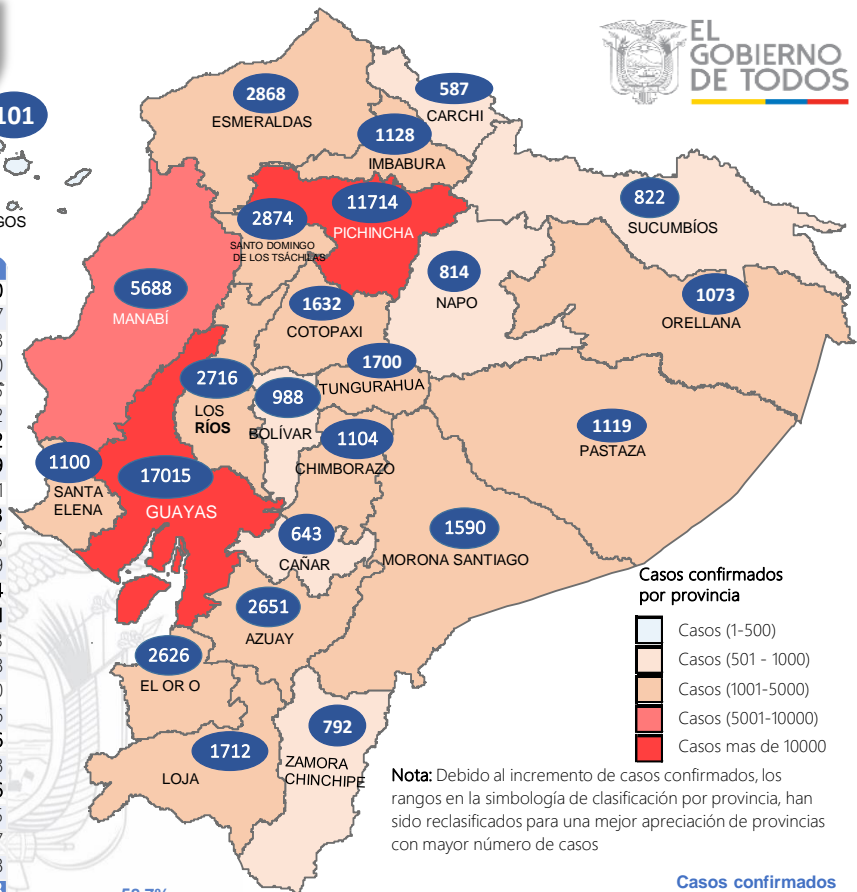 EL
GOBIERNO
DE TODOS
101
2868
ESMERALDAS
587
CARCHI
1128
IMBABURA
11714
PICHINCHA
2874
SANTO DOMINGO
DE LOS TSÁCHILAS
822
SUCUMBÍOS
814
NAPO
5688
MANABÍ
1632
COTOPAXI
1073
ORELLANA
1700
TUNGURAHUA
2716
LOS
RÍOS
988
BOLÍVAR
1104
CHIMBORAZO
1119
PASTAZA
1100
SANTA
ELENA
17015
GUAYAS
643
CAÑAR
1590
MORONA SANTIAGO
2651
AZUAY
2626
EL OR O
1712
LOJA
792
ZAMORA
CHINCHIPE
Casos confirmados
por provincia
Casos (1-500)
Casos (501 - 1000)
Casos (1001-5000)
Casos (5001-10000)
Casos mas de 10000
Nota: Debido al incremento de casos confirmados, los
rangos en la simbología de clasificación por provincia, han
sido reclasificados para una mejor apreciación de provincias
con mayor número de casos
Casos confirmados